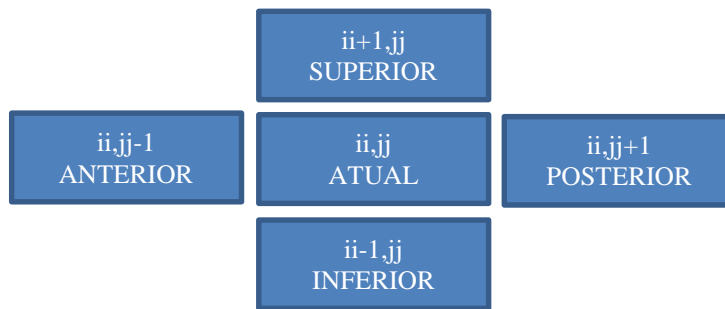 ii+1,jj
SUPERIOR
ii,jj-1
ANTERIOR
ii,jj
ATUAL
ii,jj+1
POSTERIOR
ii-1,jj
INFERIOR